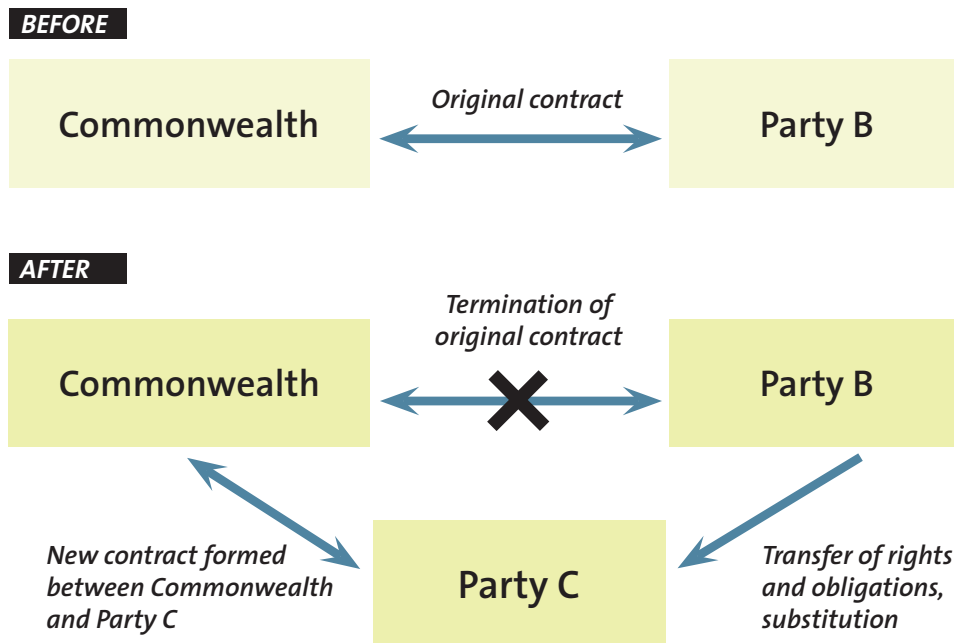 BEFORE
Commonwealth
Original contract
Party B
AFTER
Termination of
original contract
Commonwealth
Party B
New contract formed
between Commonwealth
and Party C
Party C
Transfer of rights
and obligations,
substitution